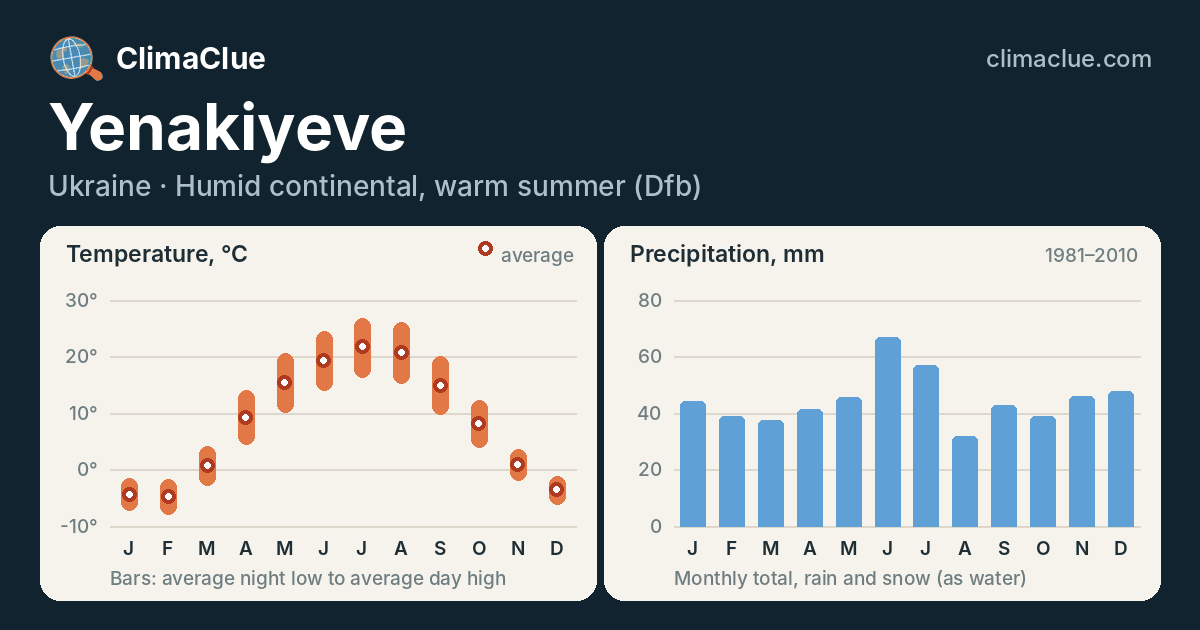 ClimaClue
climaclue.com
Yenakiyeve
Ukraine · Humid continental, warm summer (Dfb)
Temperature, °C
average
30°
20°
10°
0°
-10°
J F M A M J J A S O N D
Bars: average night low to average day high
Precipitation, mm
1981–2010
80
60
40
20
0
J F M A M J J A S O N D
Monthly total, rain and snow (as water)